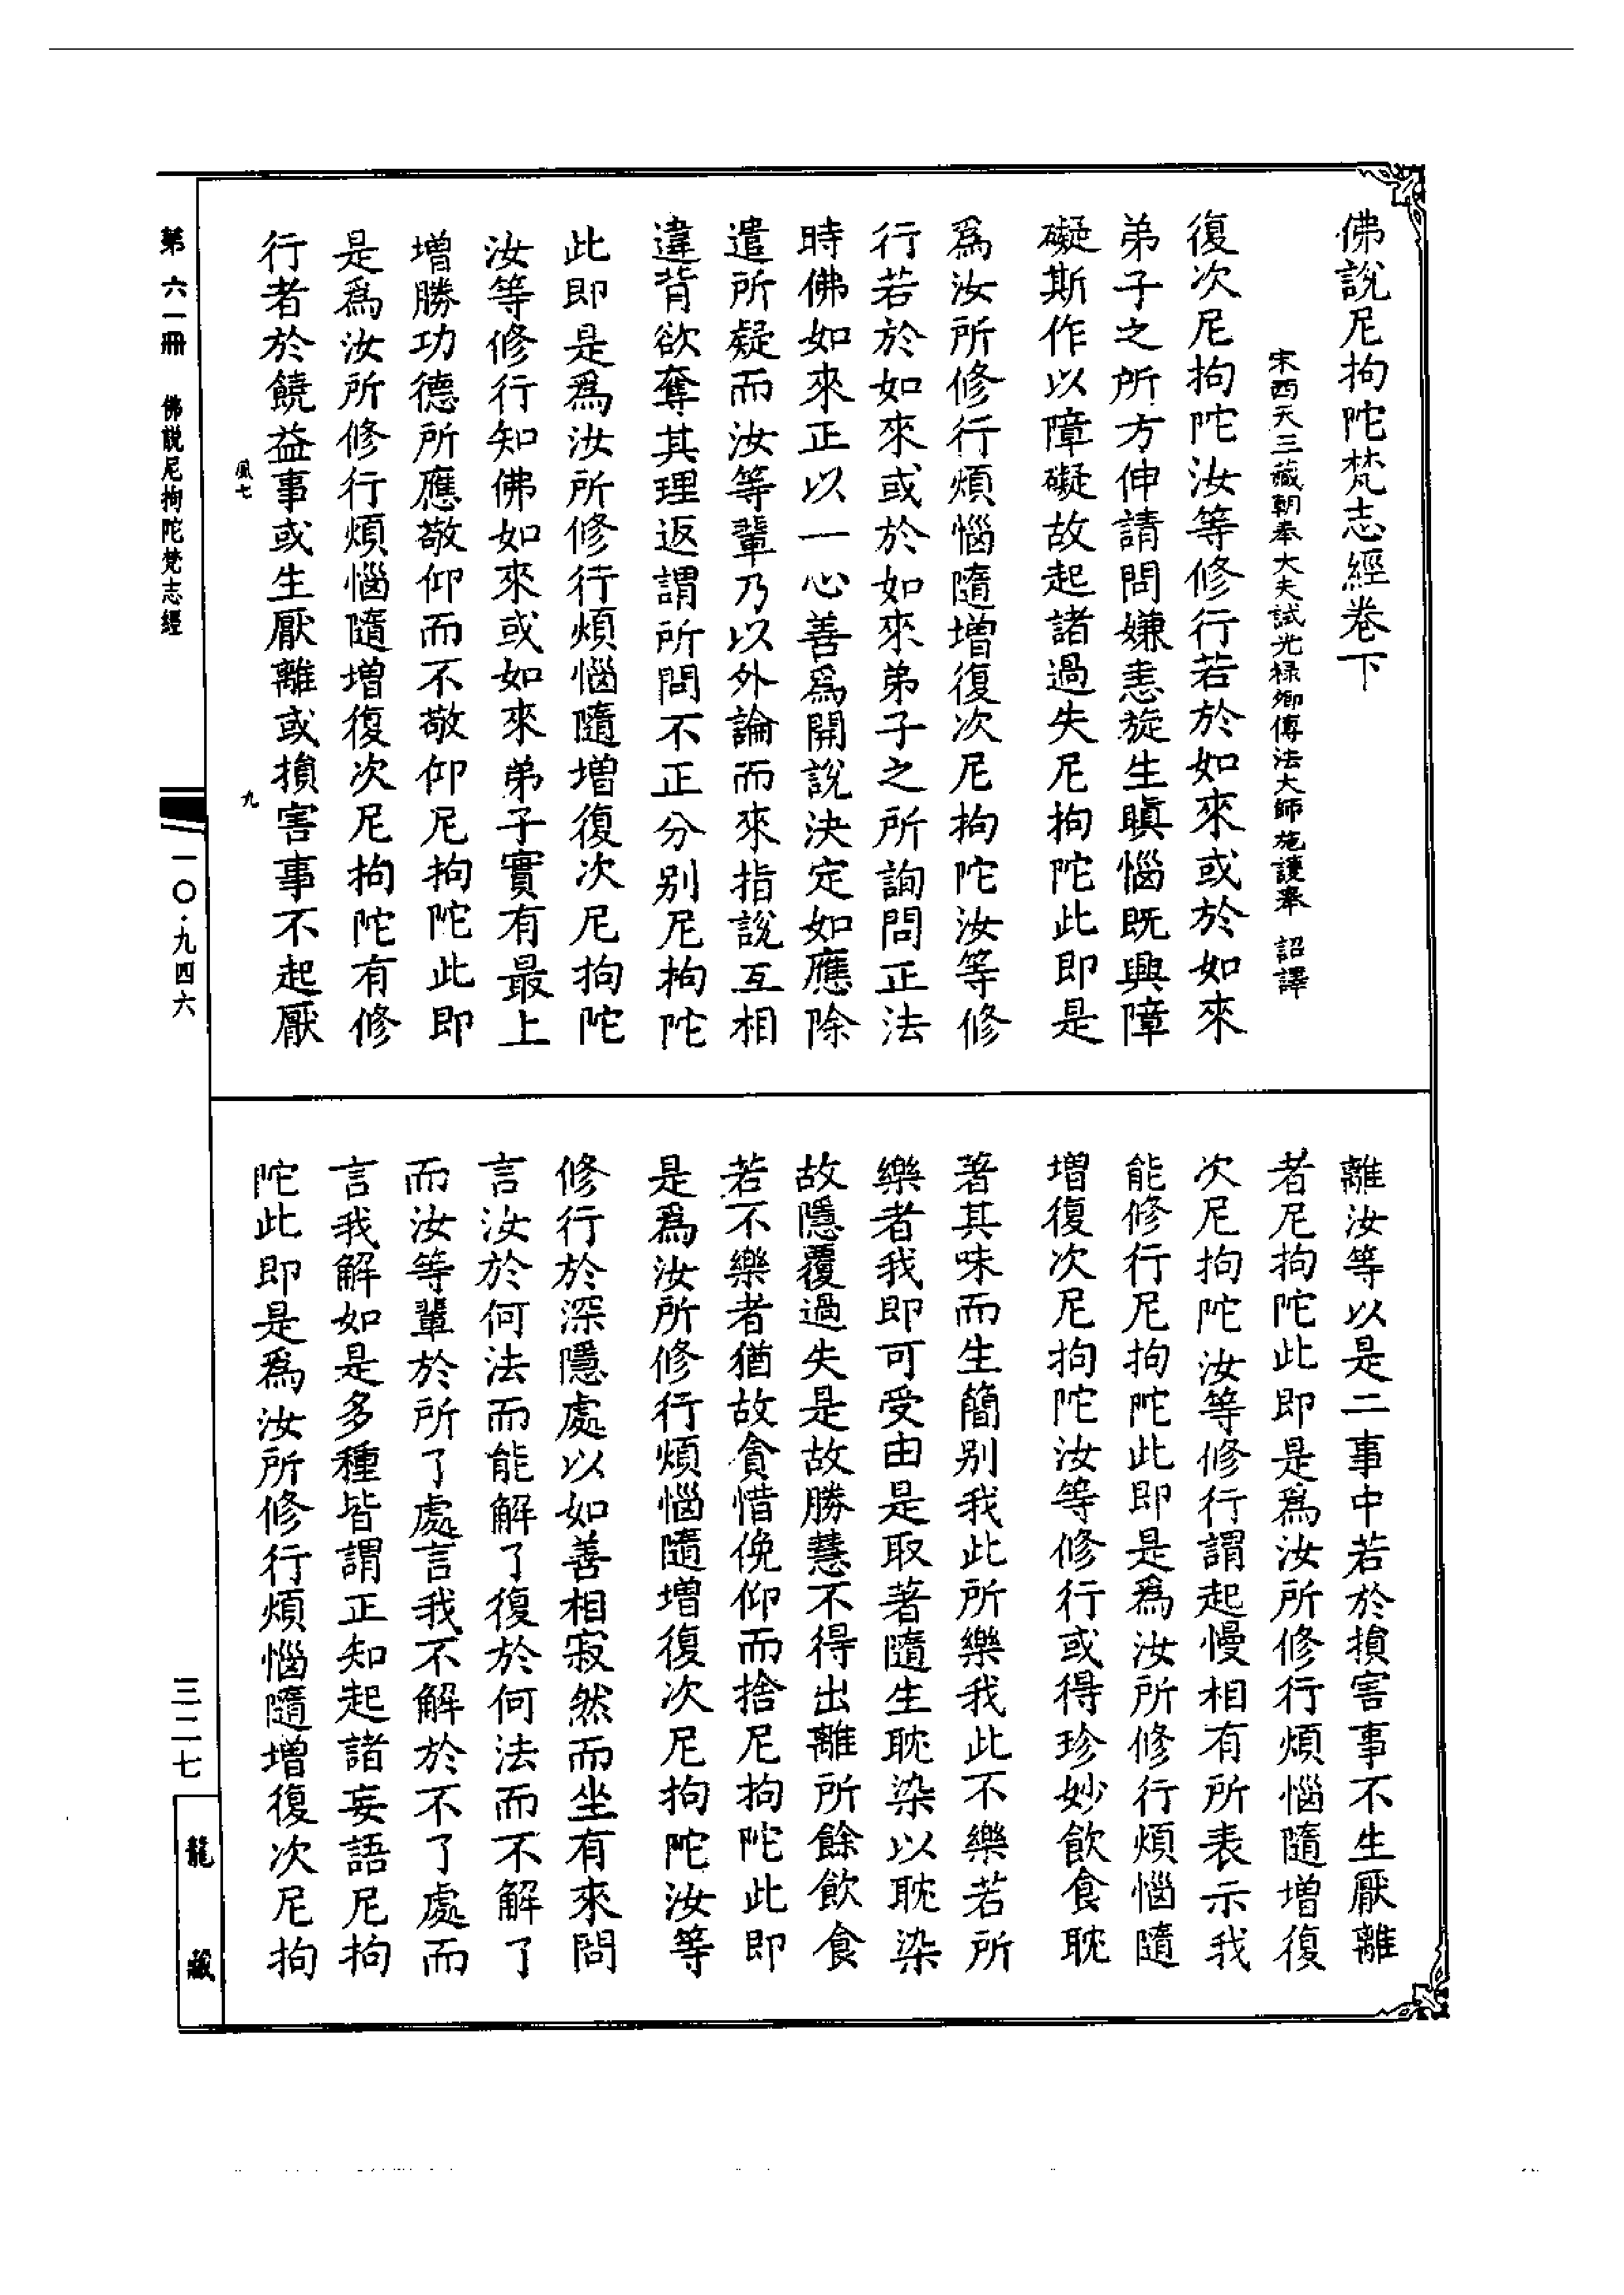 佛說尼拘陀梵志經卷下
宋西天三藏朝奉大夫試光祿卿傳法大師施護奉 詔譯
復次尼拘陀汝等修行若於如來或於如來
弟子之所方伸請問嫌恚旋生瞋惱既興障
礙斯作以障礙故起諸過失尼拘陀此即是
爲汝所修行煩惱隨增復次尼拘陀汝等修
行若於如來或於如來弟子之所詢問正法
時佛如來正以一心善爲開說決定如應除
遣所疑而汝等輩乃以外論而來指說互相
違背欲奪其理返謂所問不正分別尼拘陀
此即是爲汝所修行煩惱隨增復次尼拘陀
汝等修行知佛如來或如來弟子實有最上
增勝功德所應敬仰而不敬仰尼拘陀此即
是爲汝所修行煩惱隨增復次尼拘陀有修
行者於饒益事或生厭離或損害事不起厭
離汝等以是二事中若於損害事不生厭離
者尼拘陀此即是爲汝所修行煩惱隨增復
次尼拘陀汝等修行謂起慢相有所表示我
能修行尼拘陀此即是爲汝所修行煩惱隨
增復次尼拘陀汝等修行或得珍妙飲食耽
著其味而生簡別我此所樂我此不樂若所
樂者我即可受由是取著隨生耽染以耽染
故隱覆過失是故勝慧不得出離所餘飲食
若不樂者猶故貪惜俛仰而捨尼拘陀此即
是爲汝所修行煩惱隨增復次尼拘陀汝等
修行於深隱處以如善相寂然而坐有來問
言汝於何法而能解了復於何法而不解了
而汝等輩於所了處言我不解於不了處而
言我解如是多種皆謂正知起諸妄語尼拘
陀此即是爲汝所修行煩惱隨增復次尼拘
風七
九
第六一冊 佛說尼拘陀梵志經
一〇·九四六
三二七
龍藏